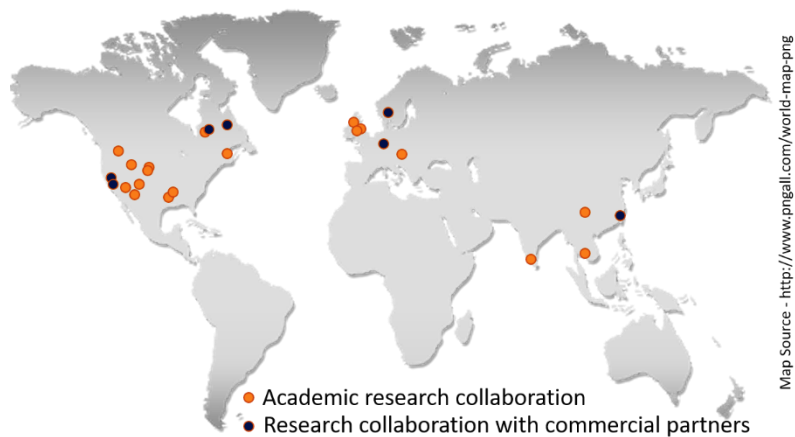 Academic research collaboration
Research collaboration with commercial partners
Map Source - http://www.pngall.com/world-map-png